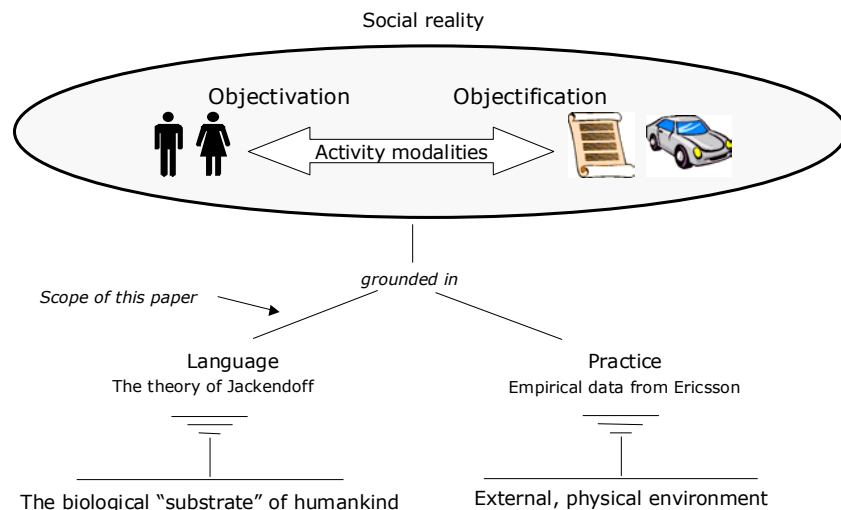 Social reality
Objectivation Objectification
Activity modalities
grounded in
Scope of this paper
Language Practice
The theory of Jackendoff Empirical data from Ericsson
The biological “substrate” of humankind External, physical environment